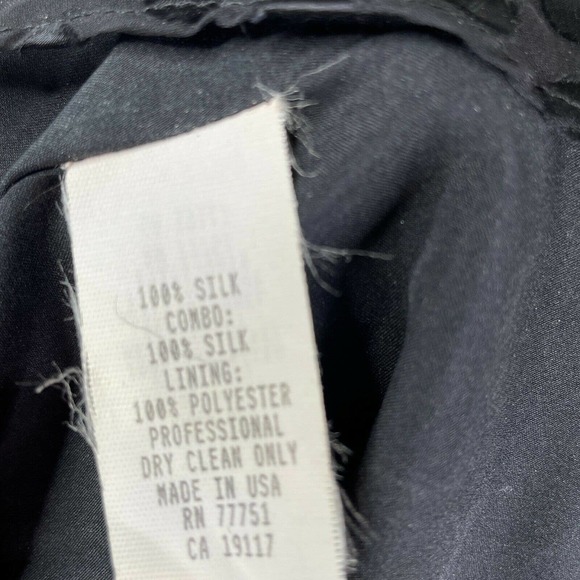 100% SILK
COMBO:
100% SILK
LINING:
100% POLYESTER
PROFESSIONAL
DRY CLEAN ONLY
MADE IN USA
RN 77751
CA 19117